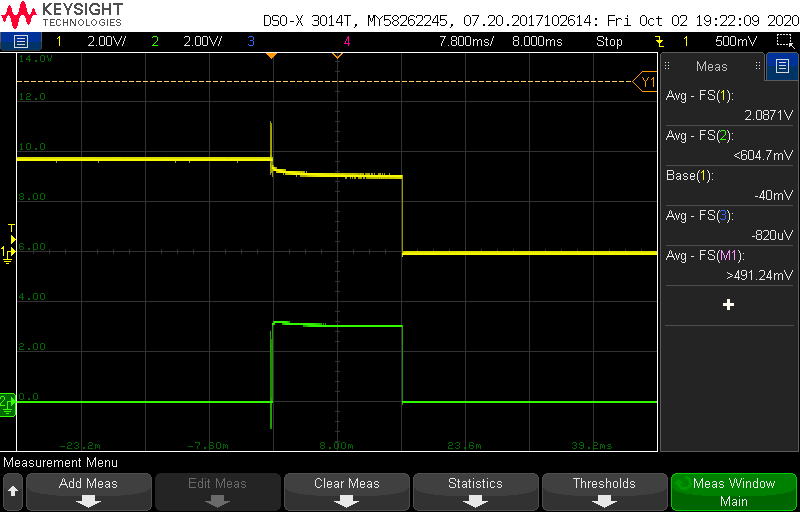 KEYSIGHT
TECHNOLOGIES
DSO-X 3014T, MY58262245, 07.20.2017102614: Fri Oct 02 19:22:09 2020
1 2.00V/ 2 2.00V/ 3 4 7.800ms/ 8.000ms Stop 1 500mV
14.0V
12.0
10.0
8.00
6.00
4.00
2.00
0.0
Y1
T
1
2
-23.2m -7.60m 8.00m 23.6m 39.2ms
Meas
Avg - FS(1):
2.0871V
Avg - FS(2):
<604.7mV
Base(1):
-40mV
Avg - FS(3):
-820uV
Avg - FS(M1):
>491.24mV
Measurement Menu
Add Meas
Edit Meas
Clear Meas
Statistics
Thresholds
Meas Window
Main